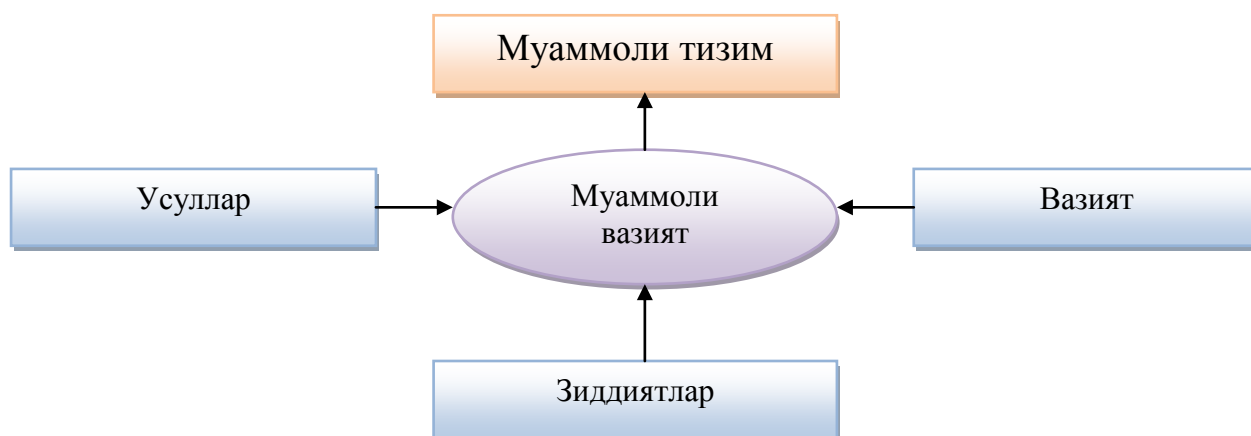 Муаммоли тизим
Усуллар
Муаммоли
вазият
Вазият
Зиддиятлар